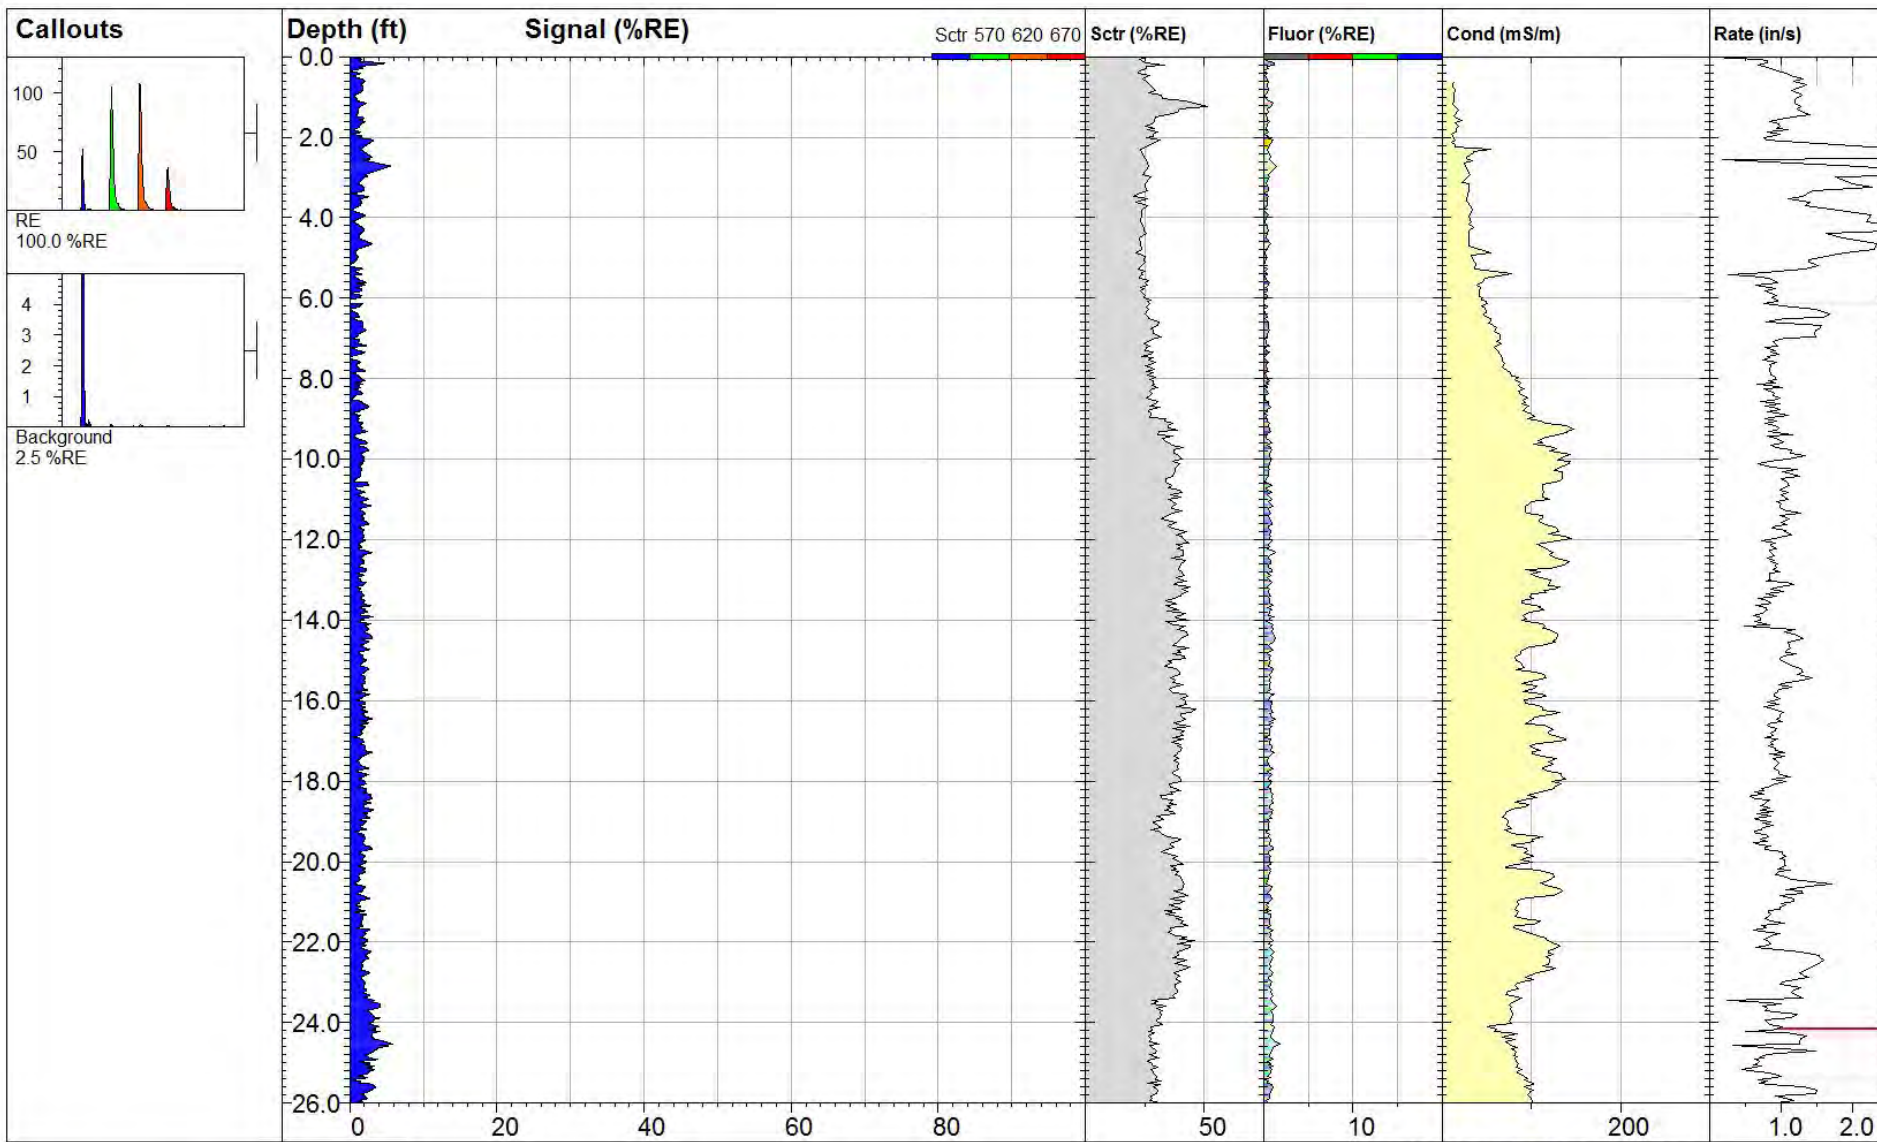 Callouts
Depth (ft)
Signal (%RE)
Sctr 570 620 670
Sctr (%RE)
Fluor (%RE)
Cond (mS/m)
Rate (in/s)
100
50
RE
100.0 %RE
4
3
2
1
Background
2.5 %RE
0.0
2.0
4.0
6.0
8.0
10.0
12.0
14.0
16.0
18.0
20.0
22.0
24.0
26.0
0 20 40 60 80
50
10
200
1.0 2.0